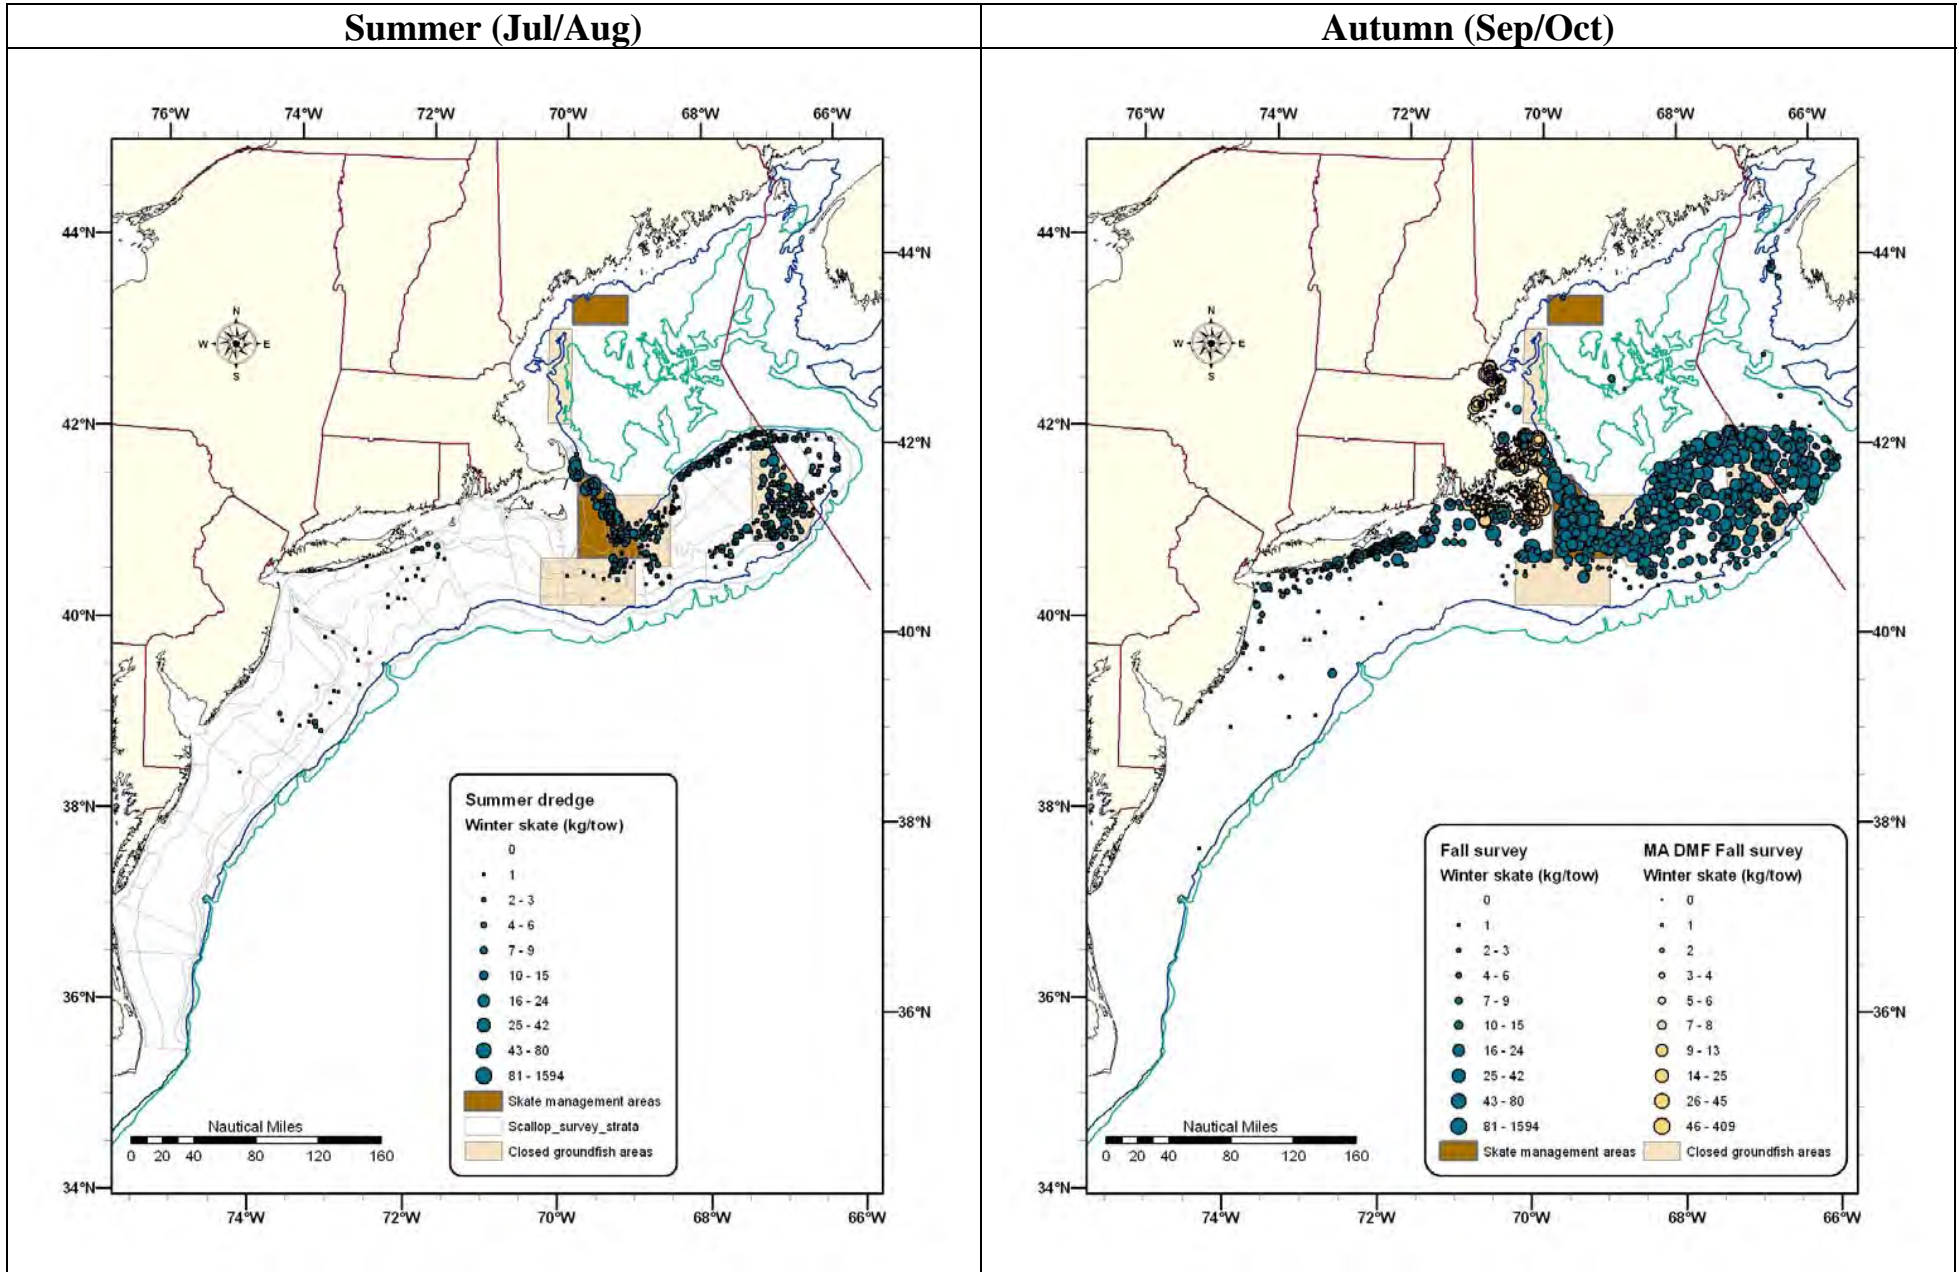 Summer (Jul/Aug)
76°W 74°W 72°W 70°W 68°W 66°W
44°N
44°N
N
W E
S
42°N
42°N
40°N
40°N
38°N
38°N
36°N
36°N
34°N
74°W 72°W 70°W 68°W 66°W
Summer dredge
Winter skate (kg/tow)
0
1
2 - 3
4 - 6
7 - 9
10 - 15
16 - 24
25 - 42
43 - 80
81 - 1594
Skate management areas
Scallop_survey_strata
Closed groundfish areas
Nautical Miles
0 20 40 80 120 160
Autumn (Sep/Oct)
76°W 74°W 72°W 70°W 68°W 66°W
44°N
44°N
N
W E
S
42°N
42°N
40°N
40°N
38°N
38°N
36°N
36°N
34°N
74°W 72°W 70°W 68°W 66°W
Fall survey
Winter skate (kg/tow)
0
1
2 - 3
4 - 6
7 - 9
10 - 15
16 - 24
25 - 42
43 - 80
81 - 1594
Skate management areas
MA DMF Fall survey
Winter skate (kg/tow)
0
1
2
3 - 4
5 - 6
7 - 8
9 - 13
14 - 25
26 - 45
46 - 409
Closed groundfish areas
Nautical Miles
0 20 40 80 120 160